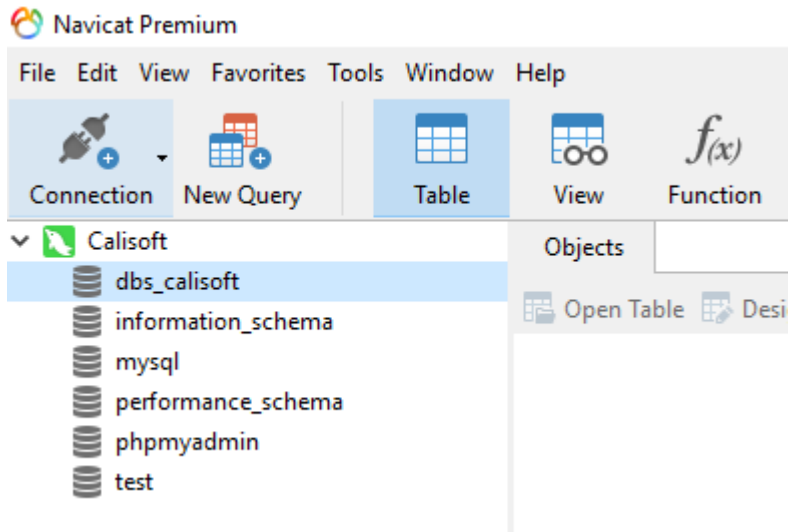 Navicat Premium
File Edit View Favorites Tools Window Help
Connection New Query Table View Function
Calisoft
Objects
dbs_calisoft
Open Table Desi
information_schema
mysql
performance_schema
phpmyadmin
test